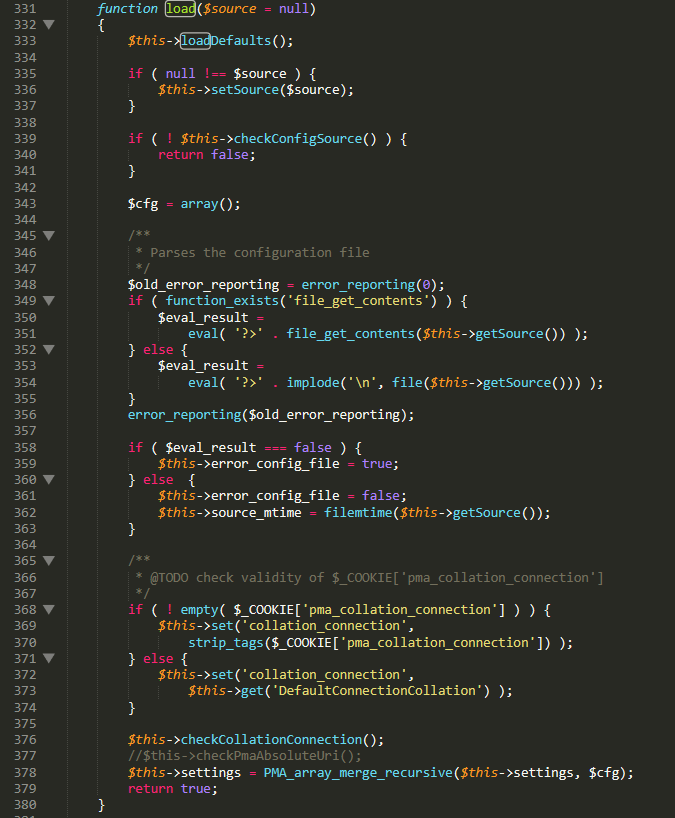 331 function load($source = null)
332 {
333 $this->loadDefaults();
334
335 if ( null !== $source ) {
336 $this->setSource($source);
337 }
338
339 if ( ! $this->checkConfigSource() ) {
340 return false;
341 }
342
343 $cfg = array();
344
345 /**
346 * Parses the configuration file
347 */
348 $old_error_reporting = error_reporting(0);
349 if ( function_exists('file_get_contents') ) {
350 $eval_result =
351 eval( '?>' . file_get_contents($this->getSource()) );
352 } else {
353 $eval_result =
354 eval( '?>' . implode('\n', file($this->getSource())) );
355 }
356 error_reporting($old_error_reporting);
357
358 if ( $eval_result === false ) {
359 $this->error_config_file = true;
360 } else  {
361 $this->error_config_file = false;
362 $this->source_mtime = filemtime($this->getSource());
363 }
364
365 /**
366 * @TODO check validity of $_COOKIE['pma_collation_connection']
367 */
368 if ( ! empty( $_COOKIE['pma_collation_connection'] ) ) {
369 $this->set('collation_connection',
370 strip_tags($_COOKIE['pma_collation_connection']) );
371 } else {
372 $this->set('collation_connection',
373 $this->get('DefaultConnectionCollation') );
374 }
375
376 $this->checkCollationConnection();
377 //$this->checkPmaAbsoluteUri();
378 $this->settings = PMA_array_merge_recursive($this->settings, $cfg);
379 return true;
380 }